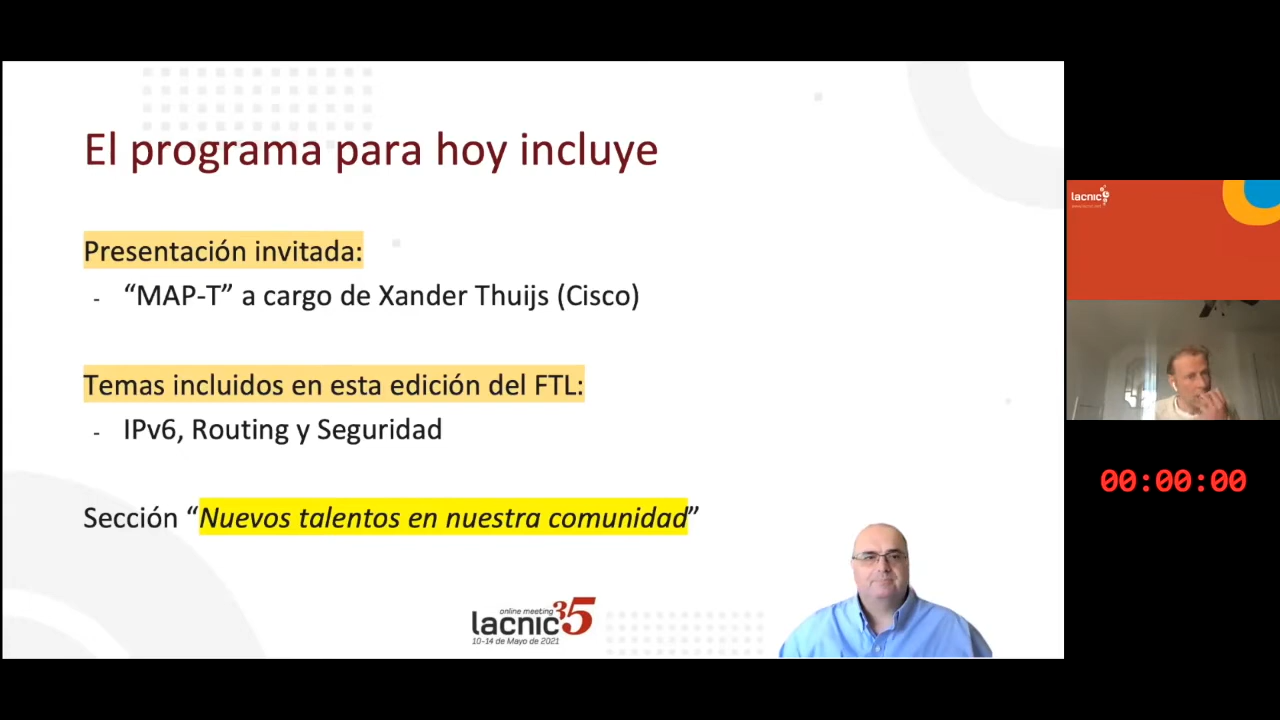 El programa para hoy incluye
Presentación invitada:
- “MAP-T” a cargo de Xander Thuijs (Cisco)
Temas incluidos en esta edición del FTL:
- IPv6, Routing y Seguridad
Sección “Nuevos talentos en nuestra comunidad”
online meeting
lacnic35
10-14 de Mayo de 2021
lacnic
00:00:00